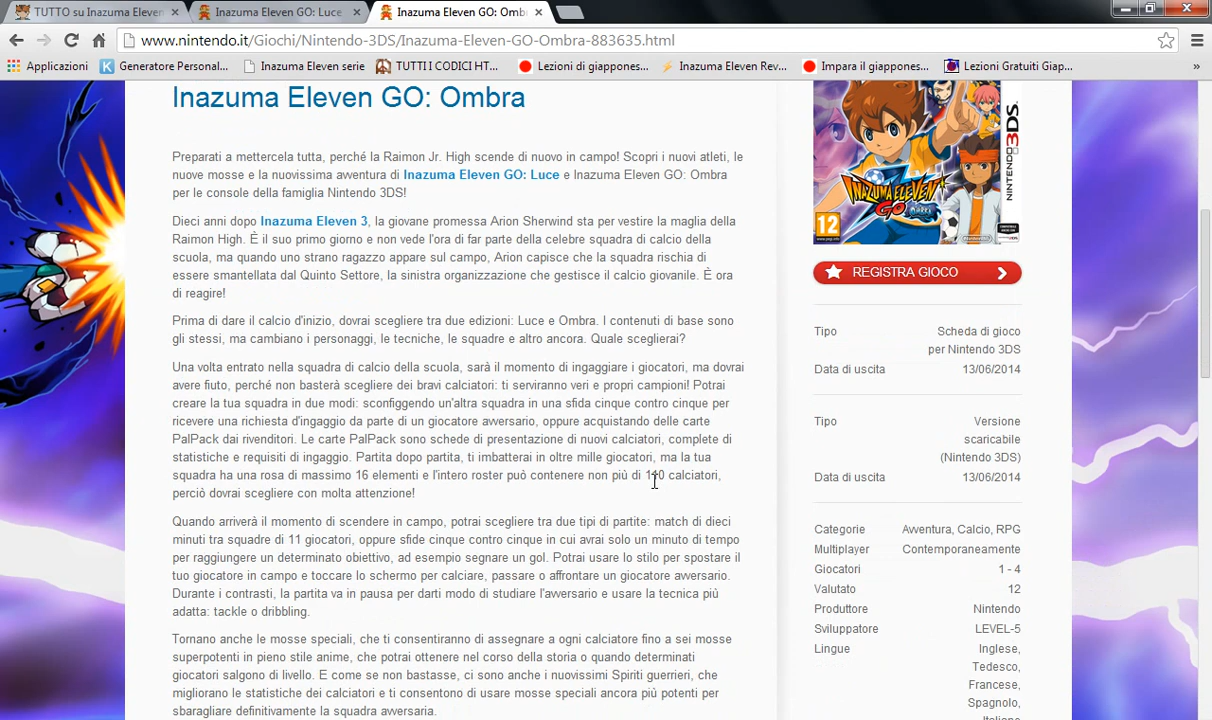 TUTTO su Inazuma Eleven
Inazuma Eleven GO: Luce
Inazuma Eleven GO: Ombr
www.nintendo.it/Giochi/Nintendo-3DS/Inazuma-Eleven-GO-Ombra-883635.html
Applicazioni
Generatore Personal...
Inazuma Eleven serie
TUTTI I CODICI HT...
Lezioni di giappones...
Inazuma Eleven Rev...
Impara il giappones...
Lezioni Gratuiti Giap...
»
Inazuma Eleven GO: Ombra
Preparati a mettercela tutta, perché la Raimon Jr. High scende di nuovo in campo! Scopri i nuovi atleti, le
nuove mosse e la nuovissima avventura di Inazuma Eleven GO: Luce e Inazuma Eleven GO: Ombra
per le console della famiglia Nintendo 3DS!
Dieci anni dopo Inazuma Eleven 3, la giovane promessa Arion Sherwind sta per vestire la maglia della
Raimon High. È il suo primo giorno e non vede l'ora di far parte della celebre squadra di calcio della
scuola, ma quando uno strano ragazzo appare sul campo, Arion capisce che la squadra rischia di
essere smantellata dal Quinto Settore, la sinistra organizzazione che gestisce il calcio giovanile. È ora
di reagire!
Prima di dare il calcio d'inizio, dovrai scegliere tra due edizioni: Luce e Ombra. I contenuti di base sono
gli stessi, ma cambiano i personaggi, le tecniche, le squadre e altro ancora. Quale sceglierai?
Una volta entrato nella squadra di calcio della scuola, sarà il momento di ingaggiare i giocatori, ma dovrai
avere fiuto, perché non basterà scegliere dei bravi calciatori: ti serviranno veri e propri campioni! Potrai
creare la tua squadra in due modi: sconfiggendo un'altra squadra in una sfida cinque contro cinque per
ricevere una richiesta d'ingaggio da parte di un giocatore avversario, oppure acquistando delle carte
PalPack dai rivenditori. Le carte PalPack sono schede di presentazione di nuovi calciatori, complete di
statistiche e requisiti di ingaggio. Partita dopo partita, ti imbatterai in oltre mille giocatori, ma la tua
squadra ha una rosa di massimo 16 elementi e l'intero roster può contenere non più di calciatori,
perciò dovrai scegliere con molta attenzione!
Quando arriverà il momento di scendere in campo, potrai scegliere tra due tipi di partite: match di dieci
minuti tra squadre di 11 giocatori, oppure sfide cinque contro cinque in cui avrai solo un minuto di tempo
per raggiungere un determinato obiettivo, ad esempio segnare un gol. Potrai usare lo stilo per spostare il
tuo giocatore in campo e toccare lo schermo per calciare, passare o affrontare un giocatore avversario.
Durante i contrasti, la partita va in pausa per darti modo di studiare l'avversario e usare la tecnica più
adatta: tackle o dribbling.
Tornano anche le mosse speciali, che ti consentiranno di assegnare a ogni calciatore fino a sei mosse
superpotenti in pieno stile anime, che potrai ottenere nel corso della storia o quando determinati
giocatori salgono di livello. E come se non bastasse, ci sono anche i nuovissimi Spiriti guerrieri, che
migliorano le statistiche dei calciatori e ti consentono di usare mosse speciali ancora più potenti per
sbaragliare definitivamente la squadra avversaria.
NINTENDO 3DS
INAZUMA ELEVEN
GO Ombra
12
REGISTRA GIOCO
Tipo Scheda di gioco
per Nintendo 3DS
Data di uscita 13/06/2014
Tipo Versione
scaricabile
(Nintendo 3DS)
Data di uscita 13/06/2014
Categorie Avventura, Calcio, RPG
Multiplayer Contemporaneamente
Giocatori 1 - 4
Valutato 12
Produttore Nintendo
Sviluppatore LEVEL-5
Lingue Inglese,
Tedesco,
Francese,
Spagnolo,
Italiano